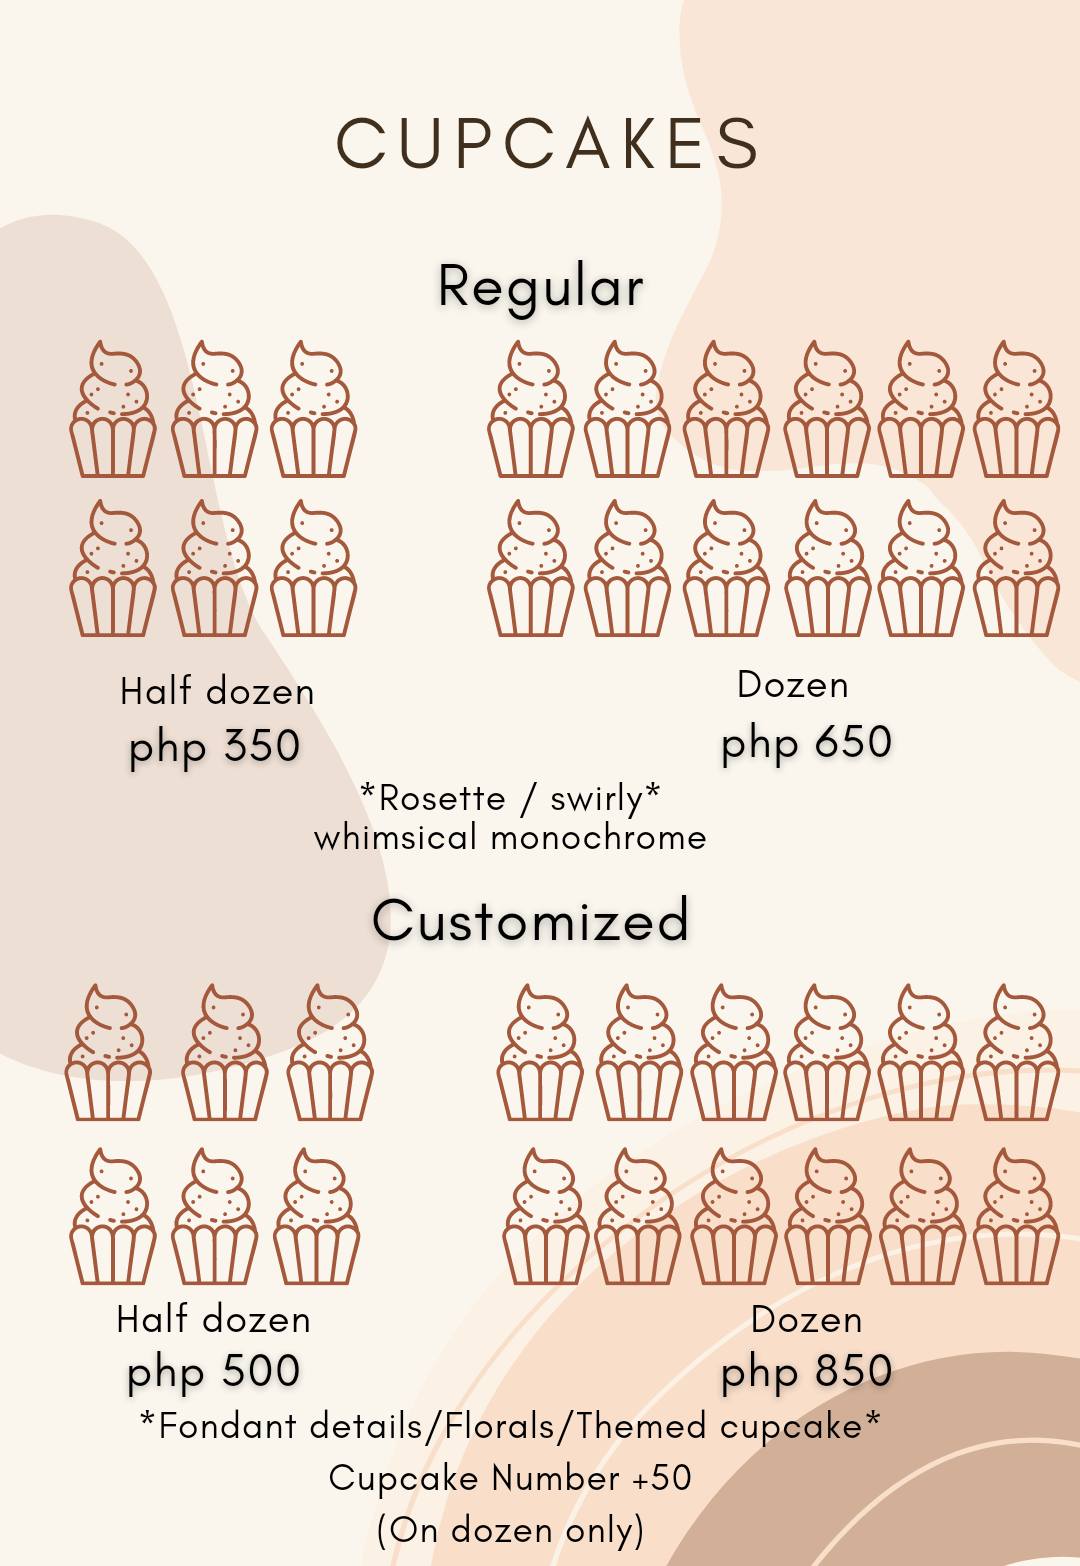 CUPCAKES
Regular
Half dozen
php 350
Dozen
php 650
*Rosette / swirly*
whimsical monochrome
Customized
Half dozen
php 500
Dozen
php 850
*Fondant details/Florals/Themed cupcake*
Cupcake Number +50
(On dozen only)